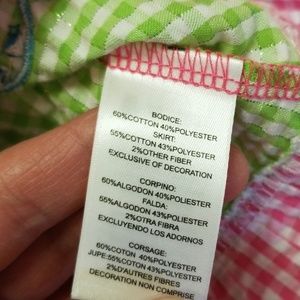 BODICE:
60%COTTON 40%POLYESTER
SKIRT:
55%COTTON 43%POLYESTER
2%OTHER FIBER
EXCLUSIVE OF DECORATION
CORPINO:
60%ALGODON 40%POLIESTER
FALDA:
55%ALGODON 43%POLIESTER
2%OTRA FIBRA
EXCLUYENDO LOS ADORNOS
CORSAGE:
60%COTON 40%POLYESTER
JUPE:55%COTON 43%POLYESTER
2%D'AUTRES FIBRES
DECORATION NON COMPRISE